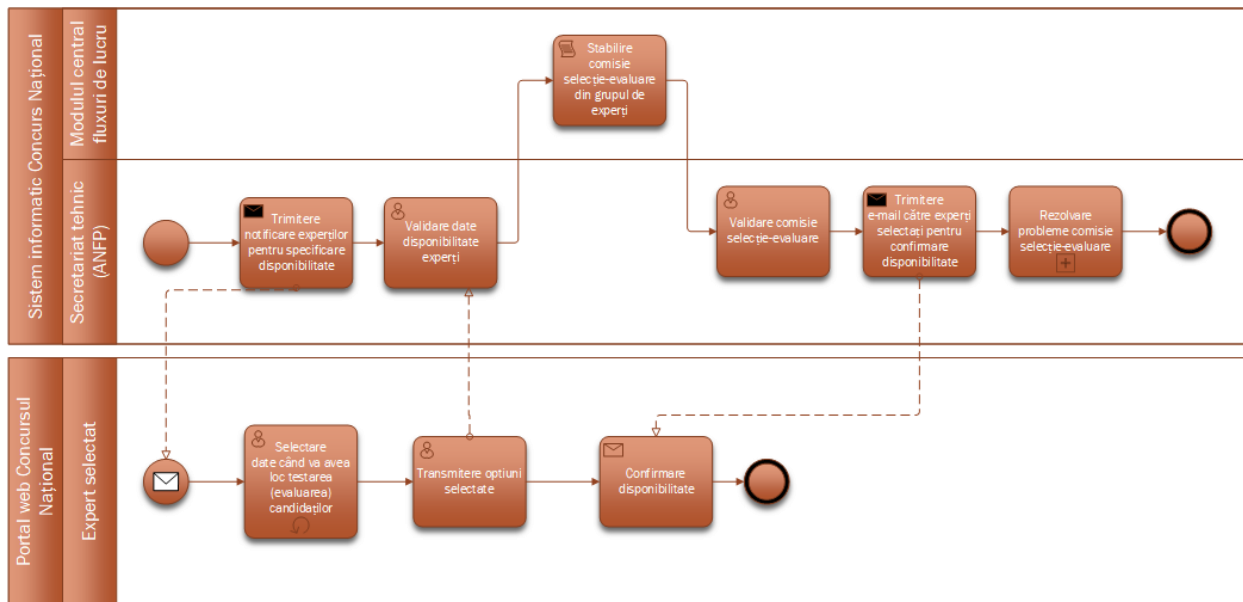 Sistem informatic Concurs Național
Modulul central
fluxuri de lucru
Stabilire
comisie
selecție-evaluare
din grupul de
experți
Secretariat tehnic
(ANFP)
Trimitere
notificare experților
pentru specificare
disponibilitate
Validare date
disponibilitate
experți
Validare comisie
selecție-evaluare
Trimitere
e-mail către experți
selectați pentru
confirmare
disponibilitate
Rezolvare
probleme comisie
selecție-evaluare
Portal web Concursul
Național
Expert selectat
Selectare
date când va avea
loc testarea
(evaluarea)
candidaților
Transmitere optiuni
selectate
Confirmare
disponibilitate